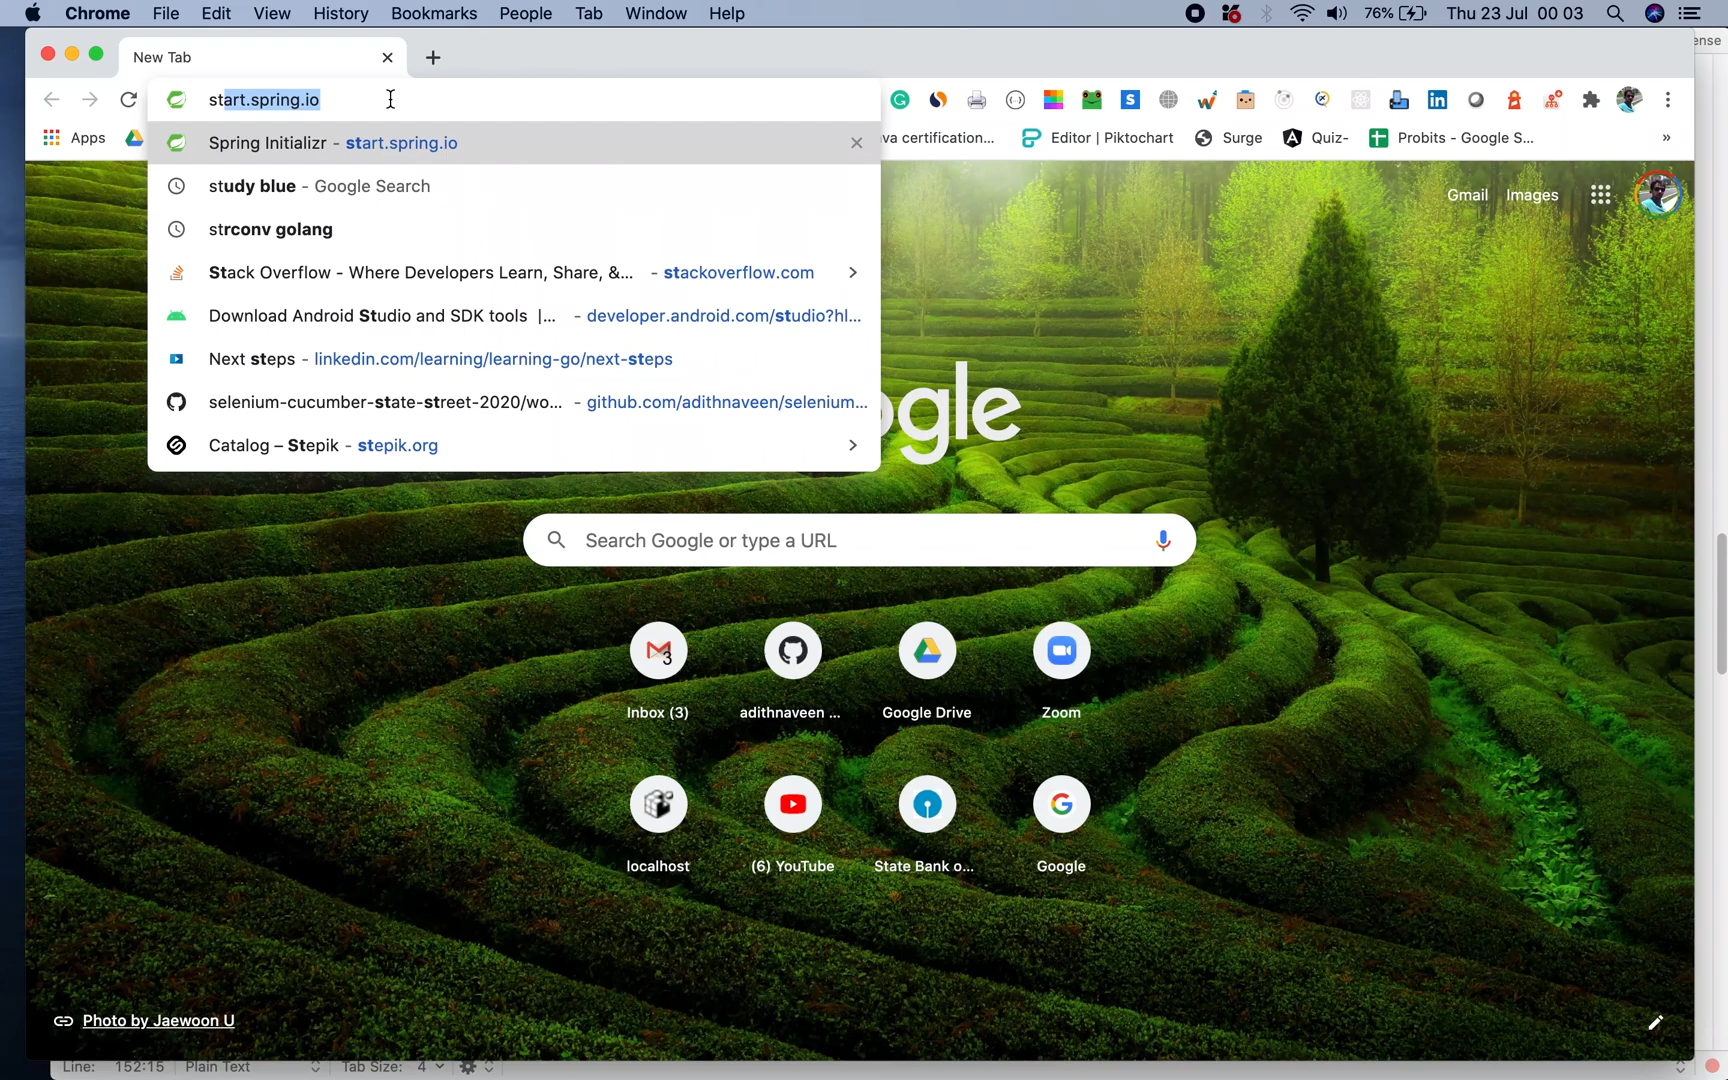 Chrome File Edit View History Bookmarks People Tab Window Help 76% Thu 23 Jul 00 03
New Tab
ense
start.spring.io
Apps
va certification...
Editor | Piktochart
Surge
Quiz-
Probits - Google S...
»
Spring Initializr - start.spring.io
study blue - Google Search
strconv golang
Stack Overflow - Where Developers Learn, Share, &... - stackoverflow.com
Download Android Studio and SDK tools |... - developer.android.com/studio?hl...
Next steps - linkedin.com/learning/learning-go/next-steps
selenium-cucumber-state-street-2020/wo... - github.com/adithnaveen/selenium...
Catalog – Stepik - stepik.org
Gmail Images
ogle
Search Google or type a URL
3
Inbox (3) adithnaveen ... Google Drive Zoom
localhost (6) YouTube State Bank o... Google
Photo by Jaewoon U
Line: 152:15 Plain Text Tab Size: 4